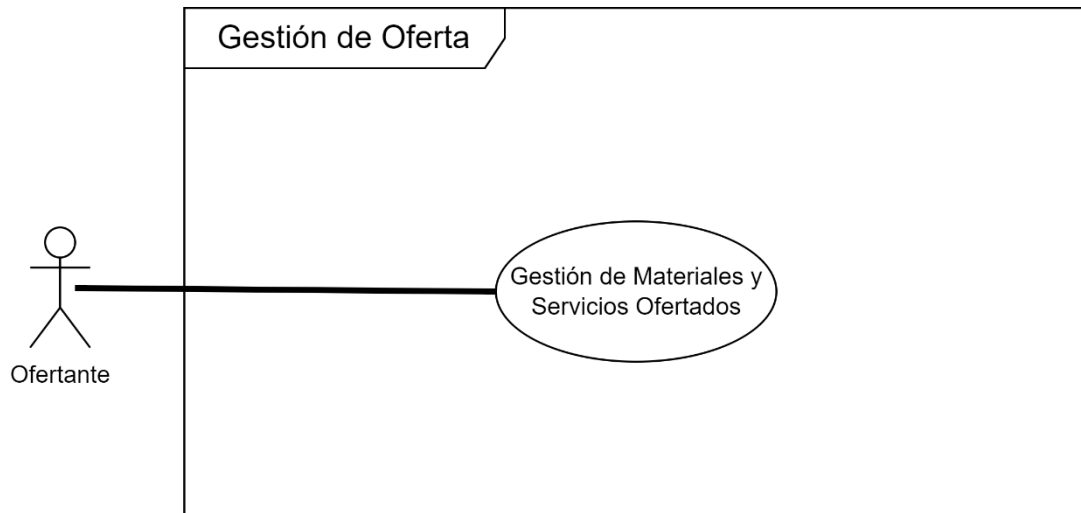 Gestión de Oferta
Gestión de Materiales y
Servicios Ofertados
Ofertante